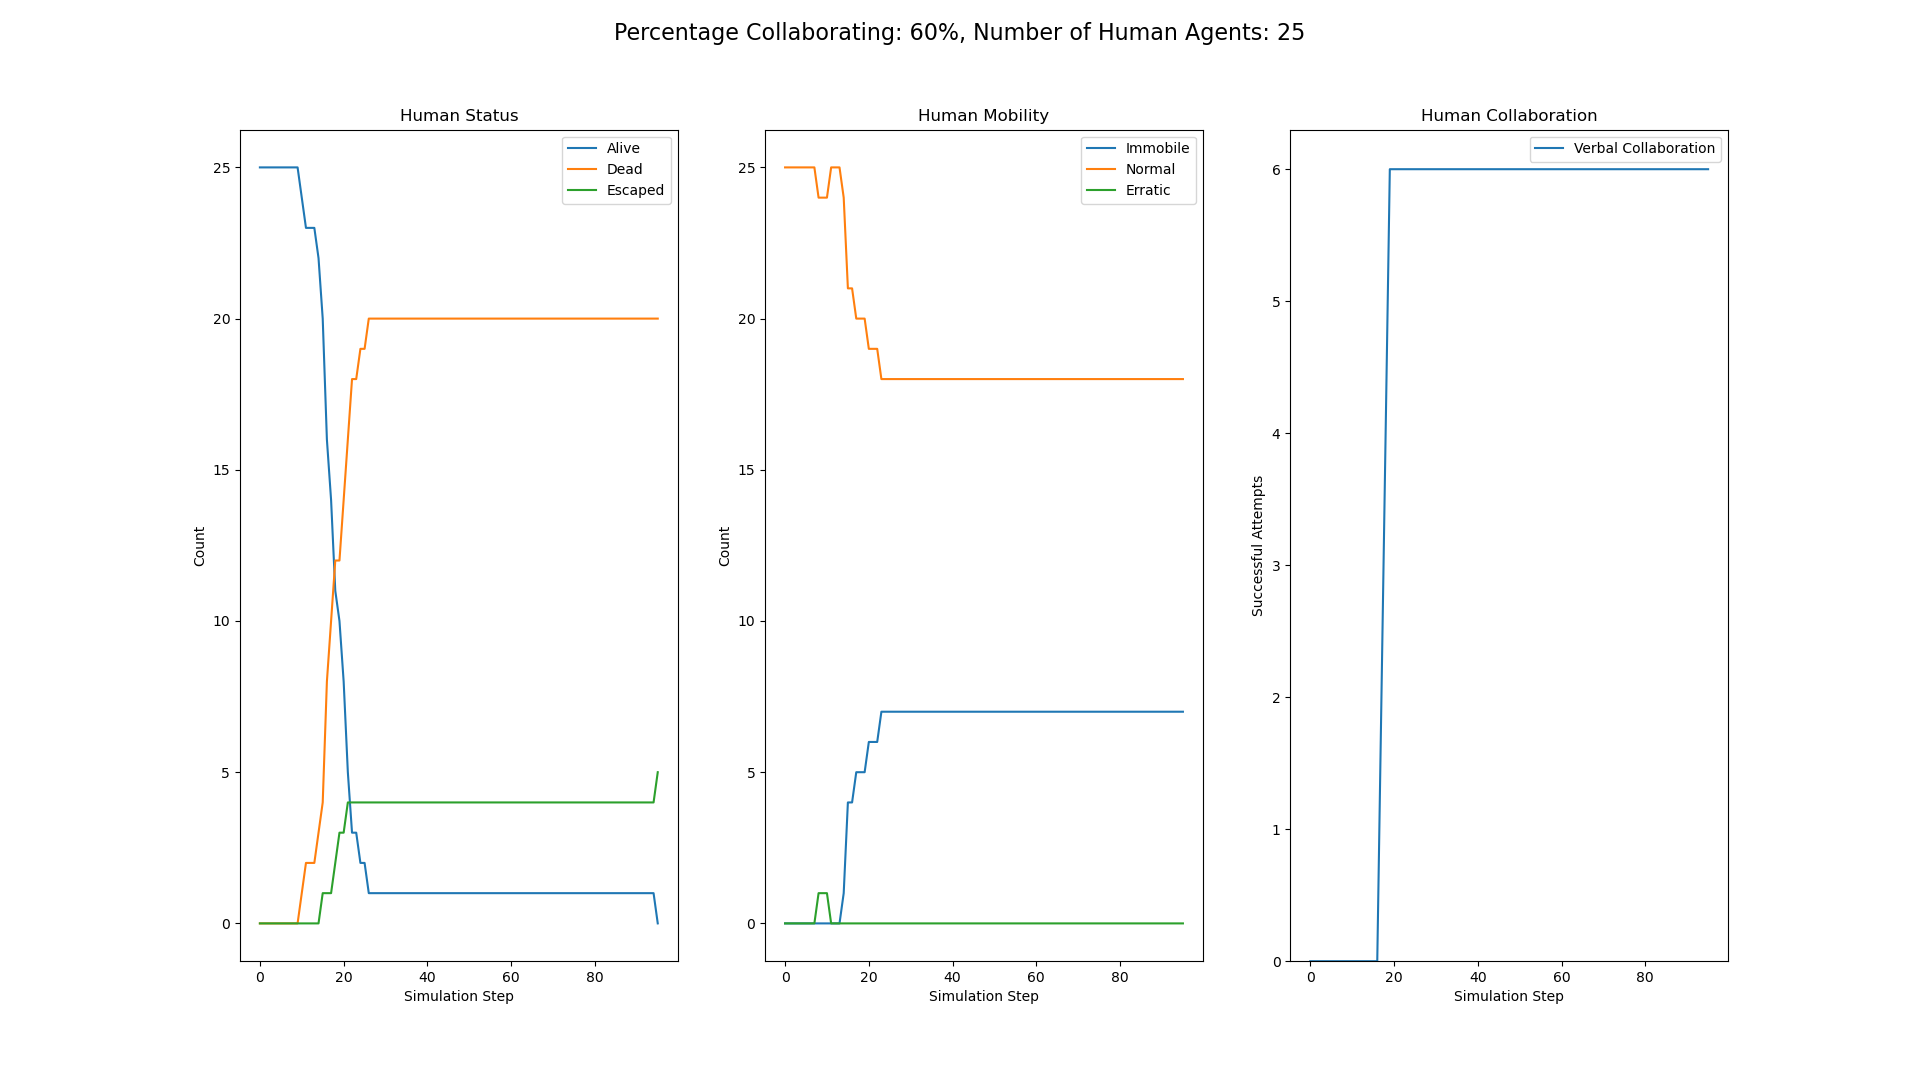 Percentage Collaborating: 60%, Number of Human Agents: 25
Human Status
Alive
Dead
Escaped
25
20
15
10
5
0
Count
0 20 40 60 80
Simulation Step
Human Mobility
Immobile
Normal
Erratic
25
20
15
10
5
0
Count
0 20 40 60 80
Simulation Step
Human Collaboration
Verbal Collaboration
6
5
4
3
2
1
0
Successful Attempts
0 20 40 60 80
Simulation Step